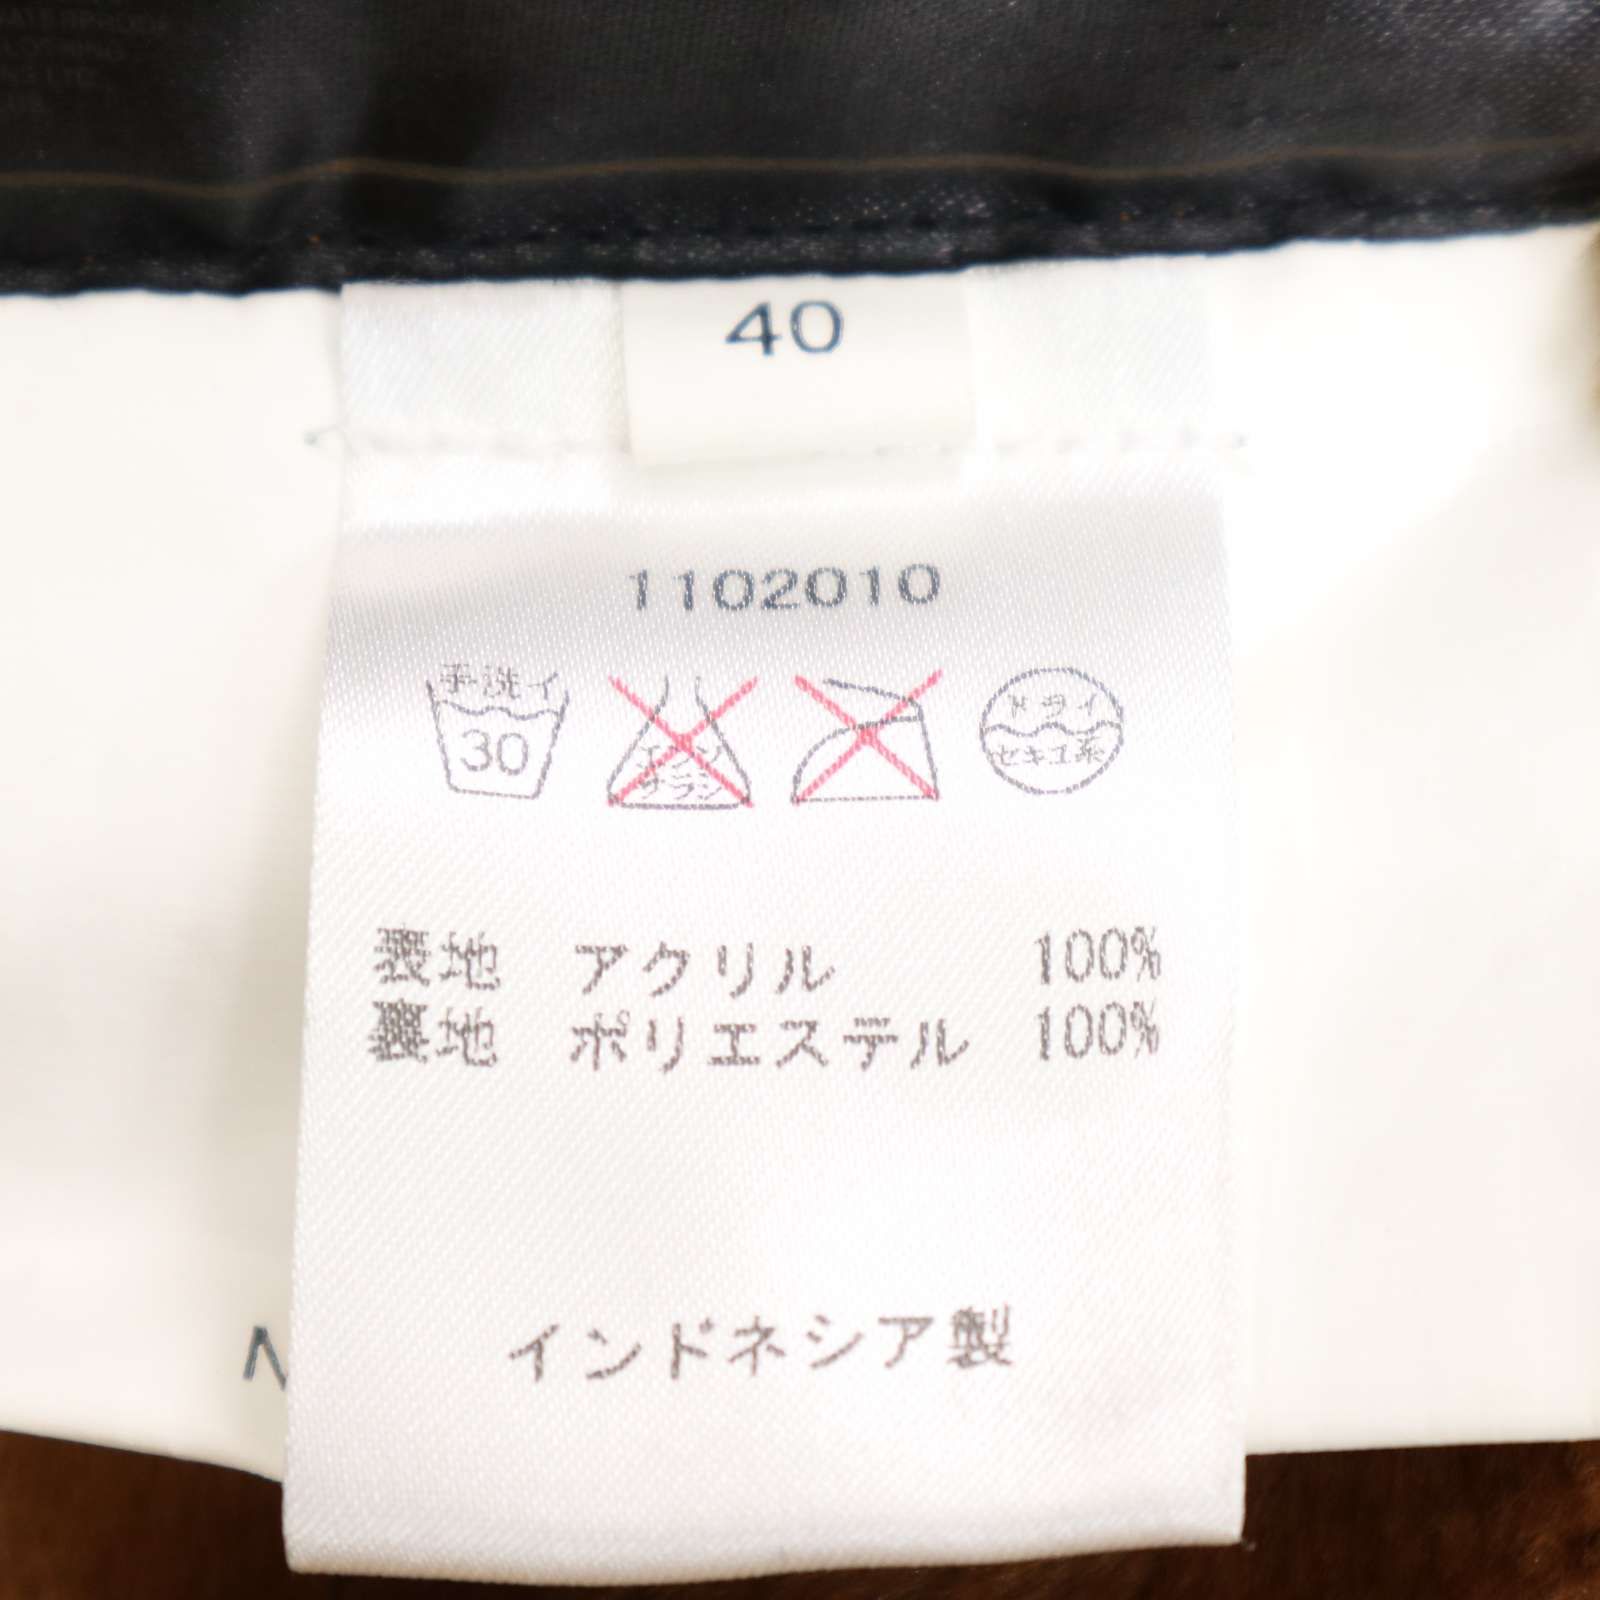 NS LTD.
40
1102010
手洗イ
30
エンソ
サラシ
ドライ
セキユ系
表地 アクリル 100%
裏地 ポリエステル 100%
インドネシア製